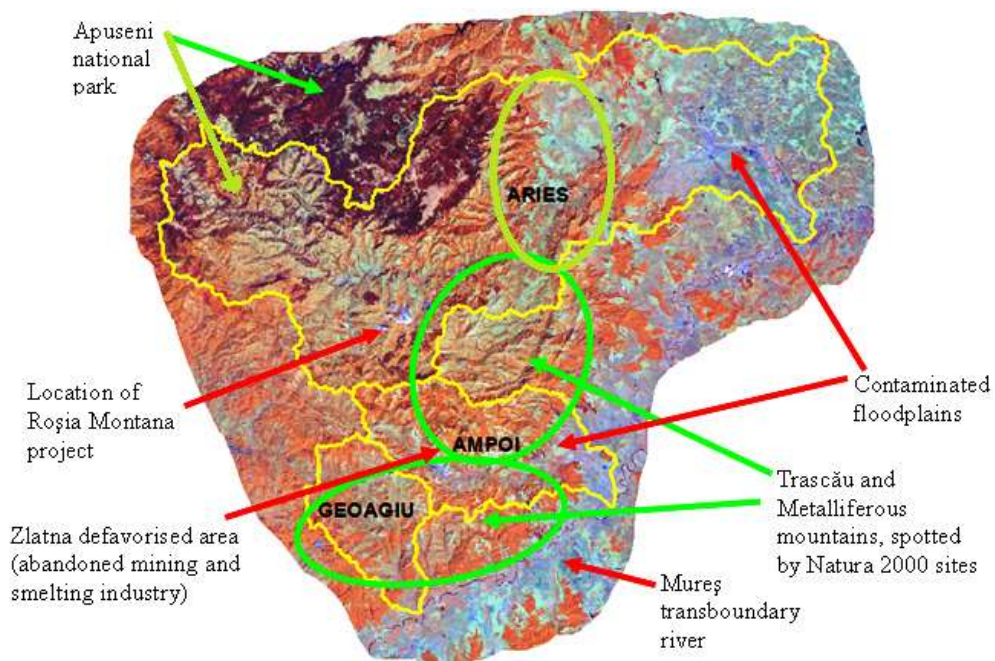 Apuseni
national
park
ARIES
Location of
Roşia Montana
project
Contaminated
floodplains
AMPOI
GEOAGIU
Zlatna defavorised area
(abandoned mining and
smelting industry)
Trascău and
Metalliferous
mountains, spotted
by Natura 2000 sites
Mureş
transboundary
river